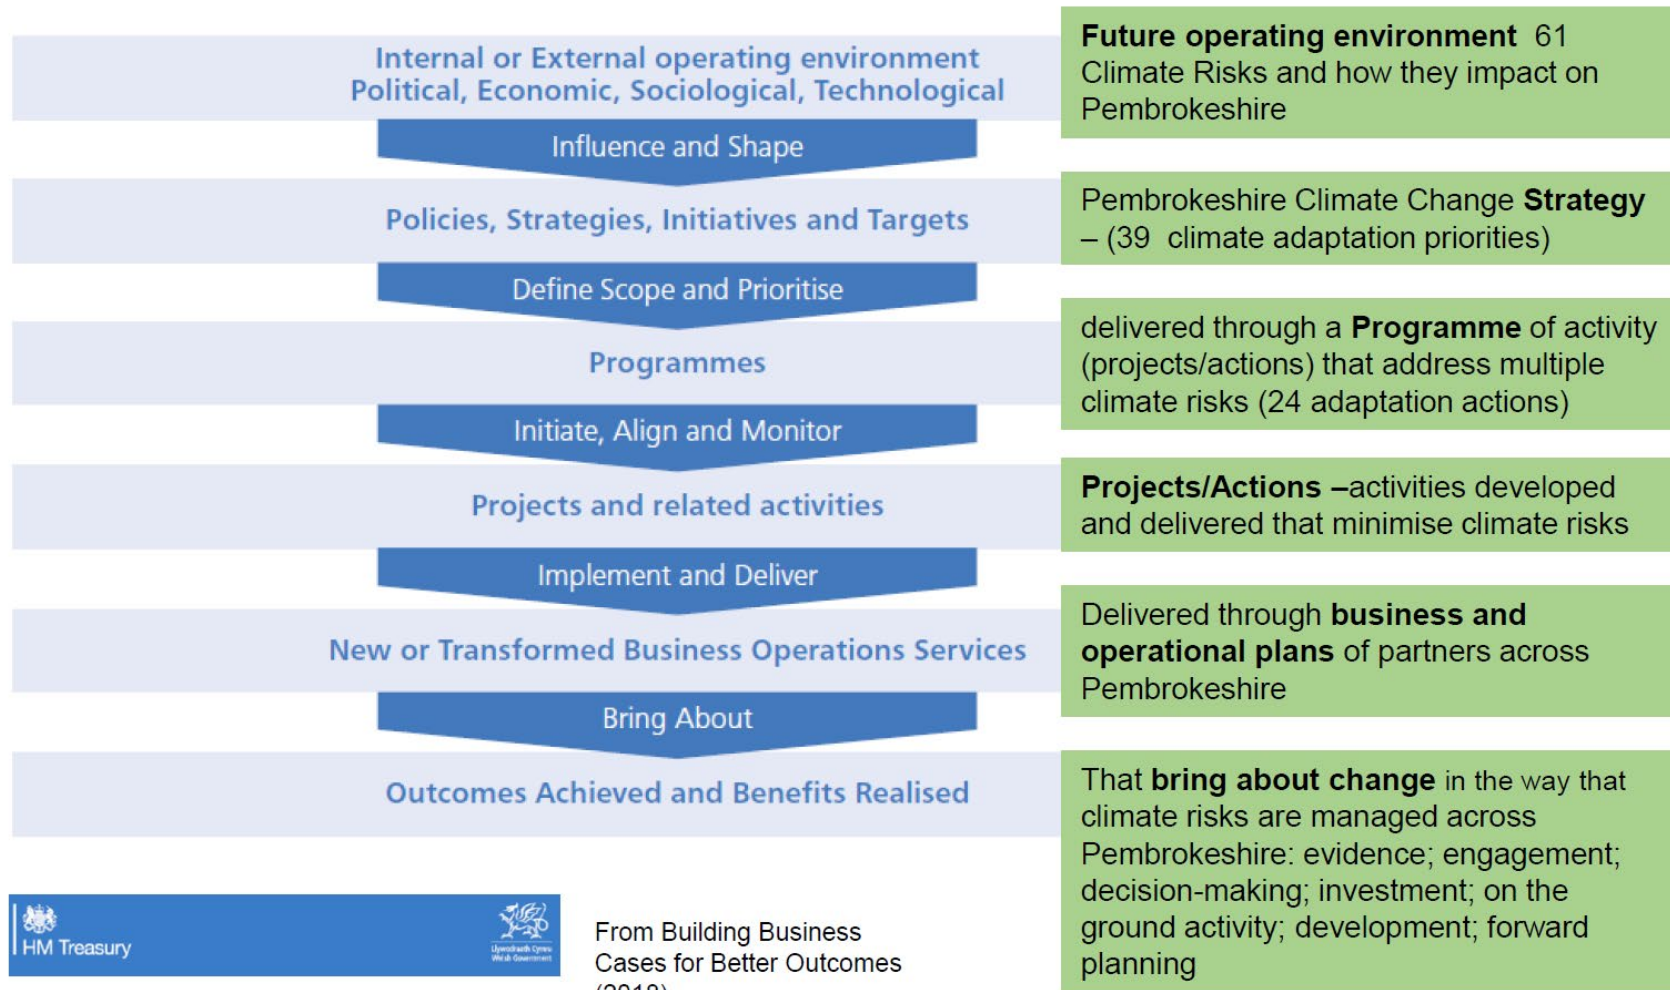 Internal or External operating environment
Political, Economic, Sociological, Technological
Influence and Shape
Policies, Strategies, Initiatives and Targets
Define Scope and Prioritise
Programmes
Initiate, Align and Monitor
Projects and related activities
Implement and Deliver
New or Transformed Business Operations Services
Bring About
Outcomes Achieved and Benefits Realised
Future operating environment 61
Climate Risks and how they impact on
Pembrokeshire
Pembrokeshire Climate Change Strategy
– (39 climate adaptation priorities)
delivered through a Programme of activity
(projects/actions) that address multiple
climate risks (24 adaptation actions)
Projects/Actions –activities developed
and delivered that minimise climate risks
Delivered through business and
operational plans of partners across
Pembrokeshire
That bring about change in the way that
climate risks are managed across
Pembrokeshire: evidence; engagement;
decision-making; investment; on the
ground activity; development; forward
planning
HM Treasury
Llywodraeth Cymru
Welsh Government
From Building Business
Cases for Better Outcomes
(2018)